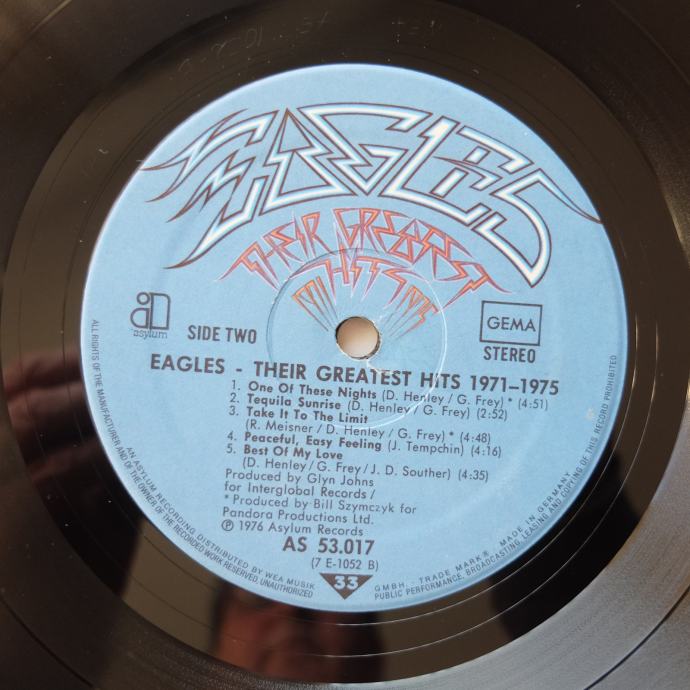 EAGLES
THEIR GREATEST
HITS
asylum
SIDE TWO
GEMA
STEREO
EAGLES - THEIR GREATEST HITS 1971–1975
1. One Of These Nights (D. Henley / G. Frey) * (4:51)
2. Tequila Sunrise (D. Henley / G. Frey) (2:52)
3. Take It To The Limit
(R. Meisner / D. Henley / G. Frey) * (4:48)
4. Peaceful, Easy Feeling (J. Tempchin) (4:16)
5. Best Of My Love
(D. Henley / G. Frey / J. D. Souther) (4:35)
Produced by Glyn Johns
for Interglobal Records /
* Produced by Bill Szymczyk for
Pandora Productions Ltd.
℗ 1976 Asylum Records
AS 53.017
(7 E-1052 B)
33
AN ASYLUM RECORDING DISTRIBUTED BY WEA MUSIK GMBH. · TRADE MARK® · MADE IN GERMANY
ALL RIGHTS OF THE PRODUCER AND OF THE OWNER OF THE RECORDED WORK RESERVED. UNAUTHORIZED PUBLIC PERFORMANCE, BROADCASTING, LEASING AND COPYING OF THIS RECORD PROHIBITED